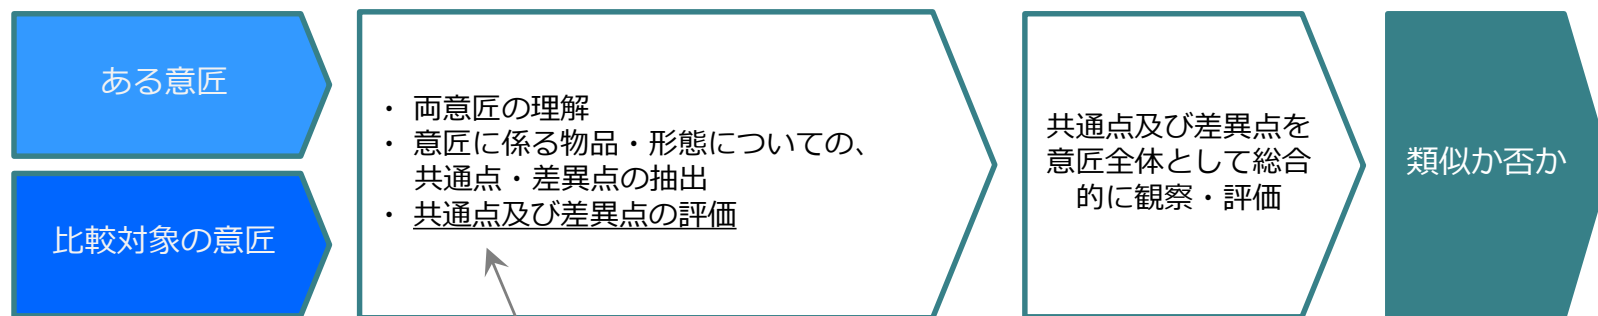 ある意匠
比較対象の意匠
・ 両意匠の理解
・ 意匠に係る物品・形態についての、
共通点・差異点の抽出
・ 共通点及び差異点の評価
共通点及び差異点を
意匠全体として総合
的に観察・評価
類似か否か